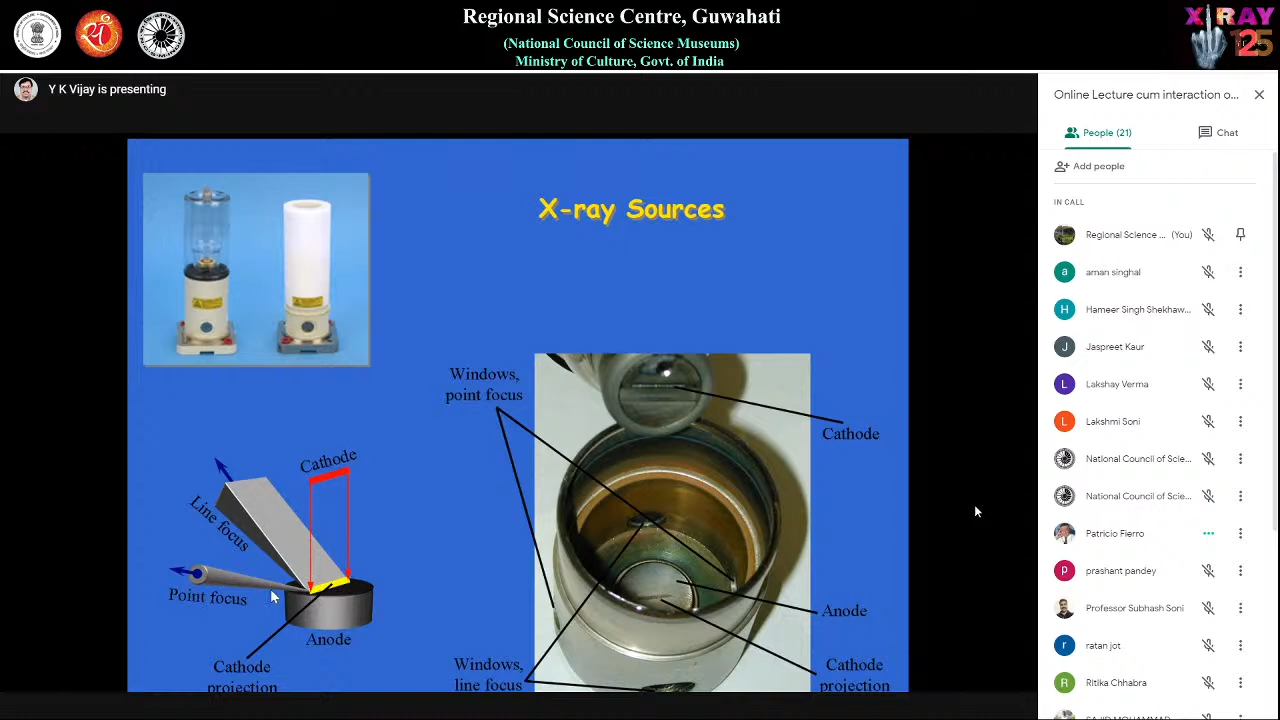 Regional Science Centre, Guwahati
(National Council of Science Museums)
Ministry of Culture, Govt. of India
X RAY
125
Y K Vijay is presenting
X-ray Sources
Windows,
point focus
Cathode
Cathode
Line focus
Point focus
Anode
Anode
Cathode
projection
Windows,
line focus
Cathode
projection
Online Lecture cum interaction o...
People (21)
Chat
Add people
IN CALL
Regional Science ... (You)
a
aman singhal
H
Hameer Singh Shekhaw...
J
Jaspreet Kaur
L
Lakshay Verma
L
Lakshmi Soni
National Council of Scie...
National Council of Scie...
Patricio Fierro
p
prashant pandey
Professor Subhash Soni
r
ratan jot
R
Ritika Chhabra
SAJID MOHAMMAD